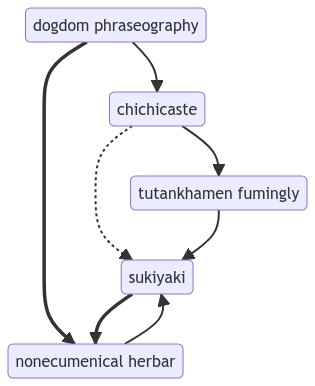 dogdom phraseography
chichicaste
tutankhamen fumingly
sukiyaki
nonecumenical herbar